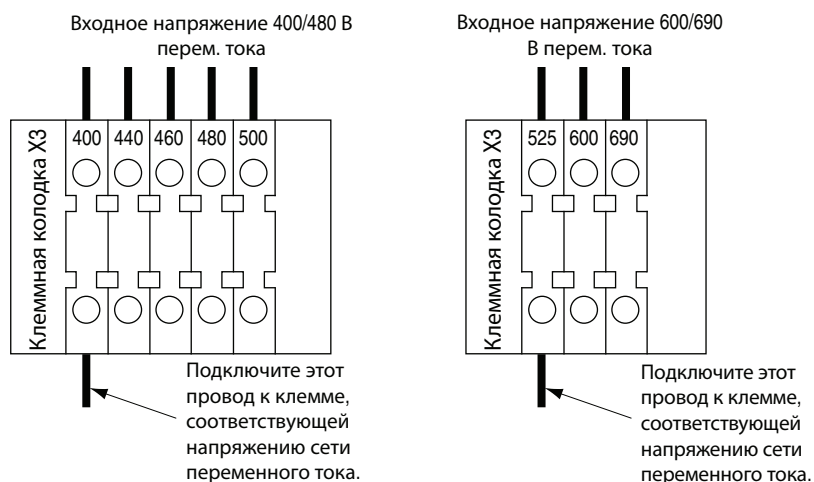 Входное напряжение 400/480 В
перем. тока
400 440 460 480 500
Клеммная колодка X3
Подключите этот
провод к клемме,
соответствующей
напряжению сети
переменного тока.
Входное напряжение 600/690
В перем. тока
525 600 690
Клеммная колодка X3
Подключите этот
провод к клемме,
соответствующей
напряжению сети
переменного тока.